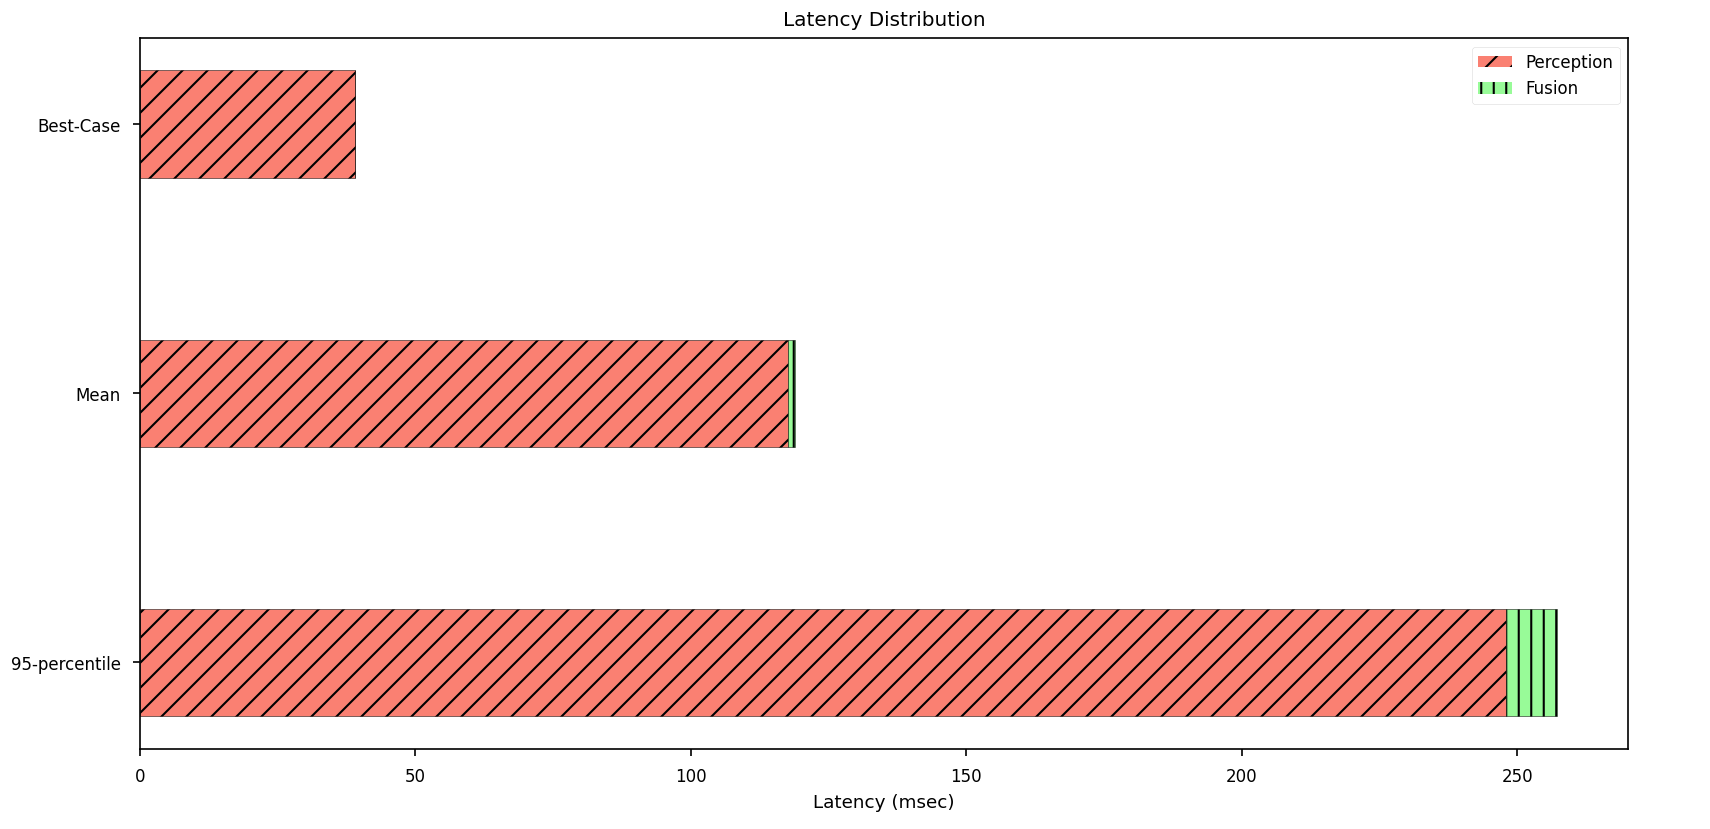 Latency Distribution
Perception
Fusion
Best-Case
Mean
95-percentile
0 50 100 150 200 250
Latency (msec)